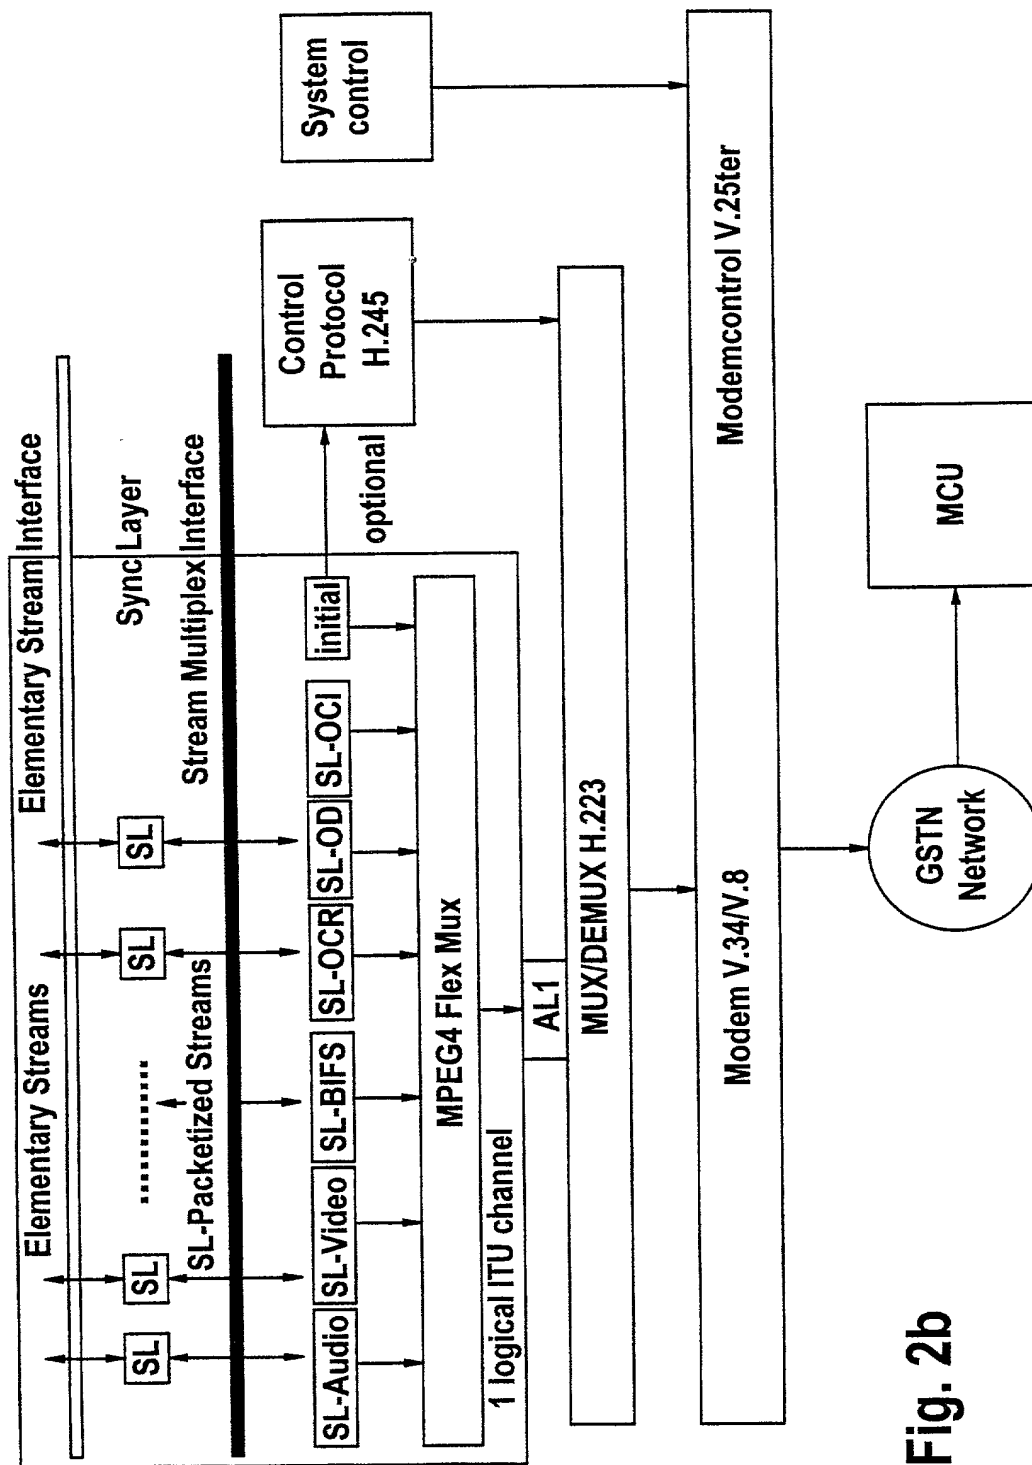 Elementary Streams
Elementary Stream Interface
SL
SL
SL
SL
Sync Layer
SL-Packetized Streams
Stream Multiplex Interface
SL-Audio
SL-Video
SL-BIFS
SL-OCR
SL-OD
SL-OCI
initial
optional
Control
Protocol
H.245
System
control
MPEG4 Flex Mux
1 logical ITU channel
AL1
MUX/DEMUX H.223
Modem V.34/V.8
Modemcontrol V.25ter
GSTN
Network
MCU
Fig. 2b